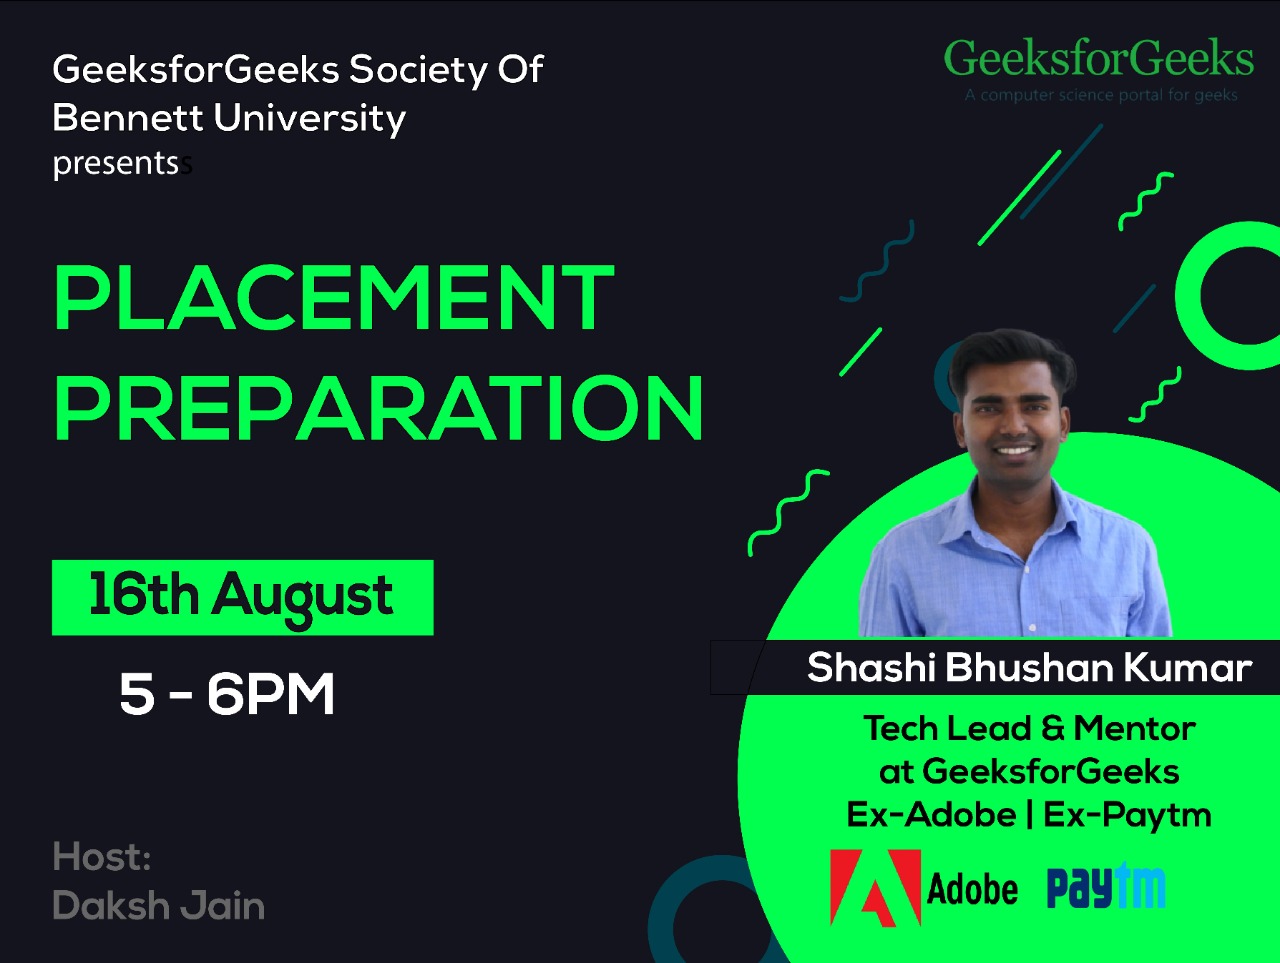 GeeksforGeeks Society Of
Bennett University
presentss
GeeksforGeeks
A computer science portal for geeks
PLACEMENT
PREPARATION
16th August
5 - 6PM
Host:
Daksh Jain
Shashi Bhushan Kumar
Tech Lead & Mentor
at GeeksforGeeks
Ex-Adobe | Ex-Paytm
Adobe
paytm